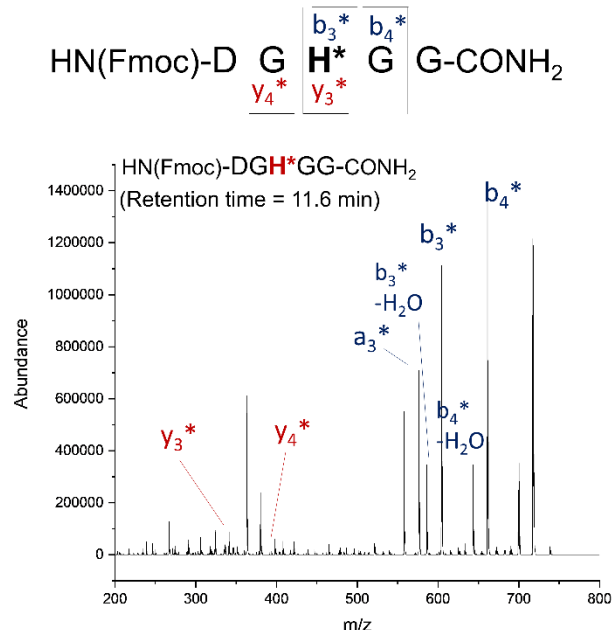 b₃* b₄*
HN(Fmoc)-D G H* G G-CONH₂
y₄* y₃*
HN(Fmoc)-DGH*GG-CONH₂
(Retention time = 11.6 min)
1400000
1200000
1000000
800000
600000
400000
200000
0
Abundance
y₃*
y₄*
a₃*
b₃*
-H₂O
b₃*
b₄*
-H₂O
b₄*
200 300 400 500 600 700 800
m/z